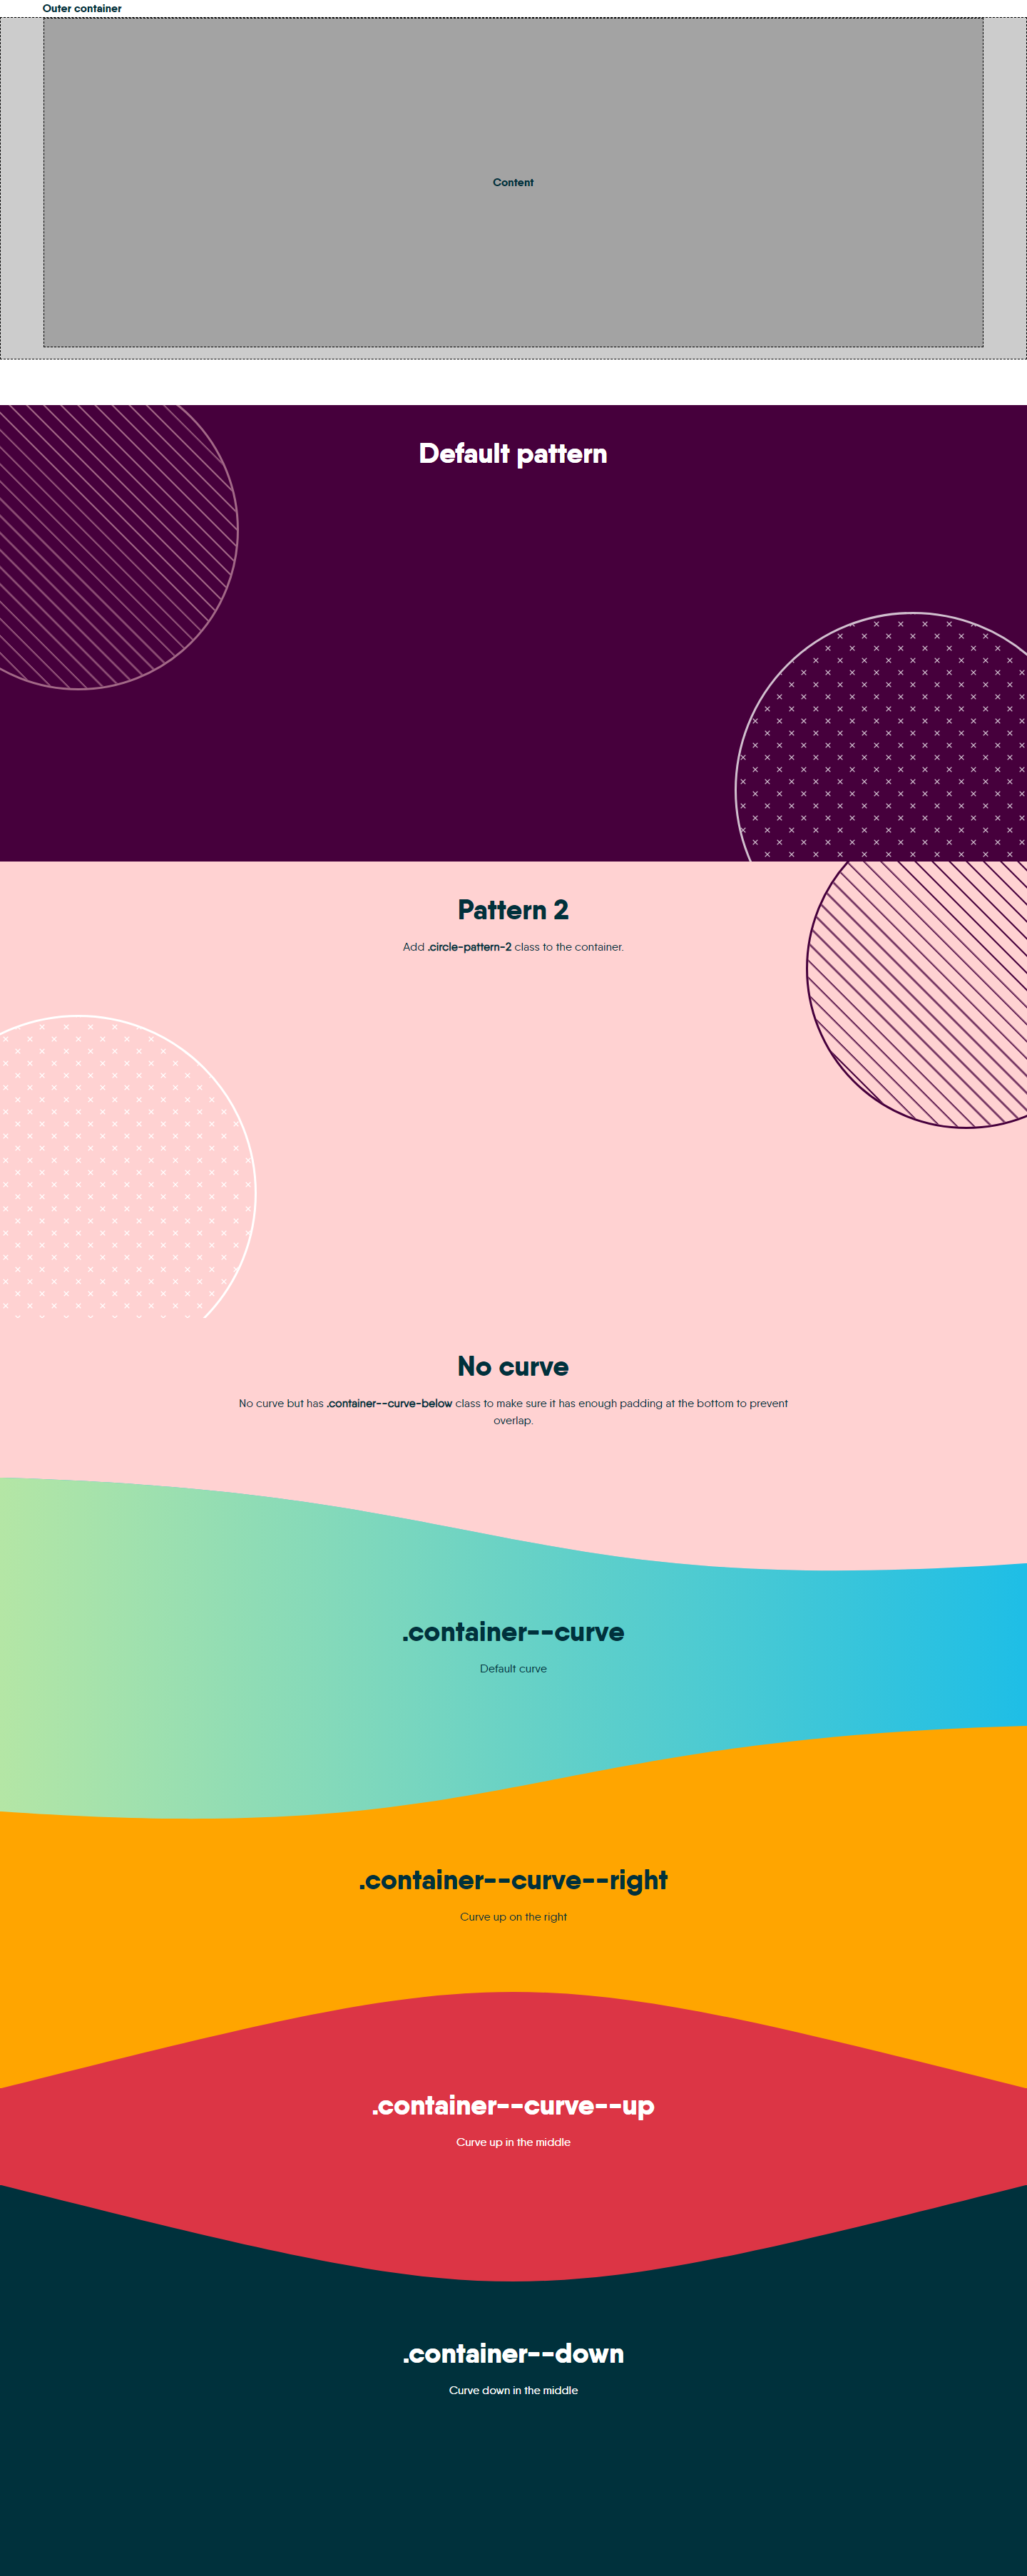 Outer container
Content
Default pattern
Pattern 2
Add .circle-pattern-2 class to the container.
No curve
No curve but has .container--curve-below class to make sure it has enough padding at the bottom to prevent
overlap.
.container--curve
Default curve
.container--curve--right
Curve up on the right
.container--curve--up
Curve up in the middle
.container--down
Curve down in the middle